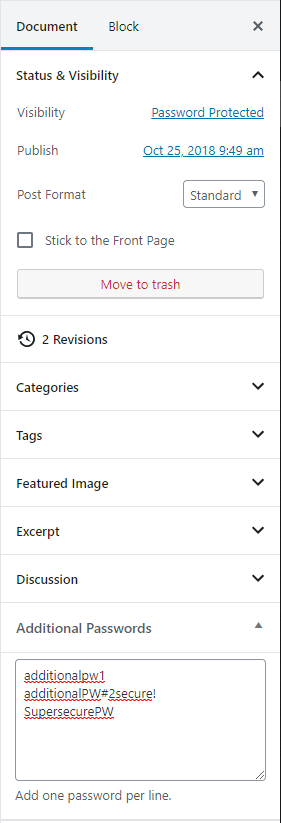 Document Block ×
Status & Visibility
Visibility Password Protected
Publish Oct 25, 2018 9:49 am
Post Format Standard
Stick to the Front Page
Move to trash
2 Revisions
Categories
Tags
Featured Image
Excerpt
Discussion
Additional Passwords
additionalpw1
additionalPW#2secure!
SupersecurePW
Add one password per line.